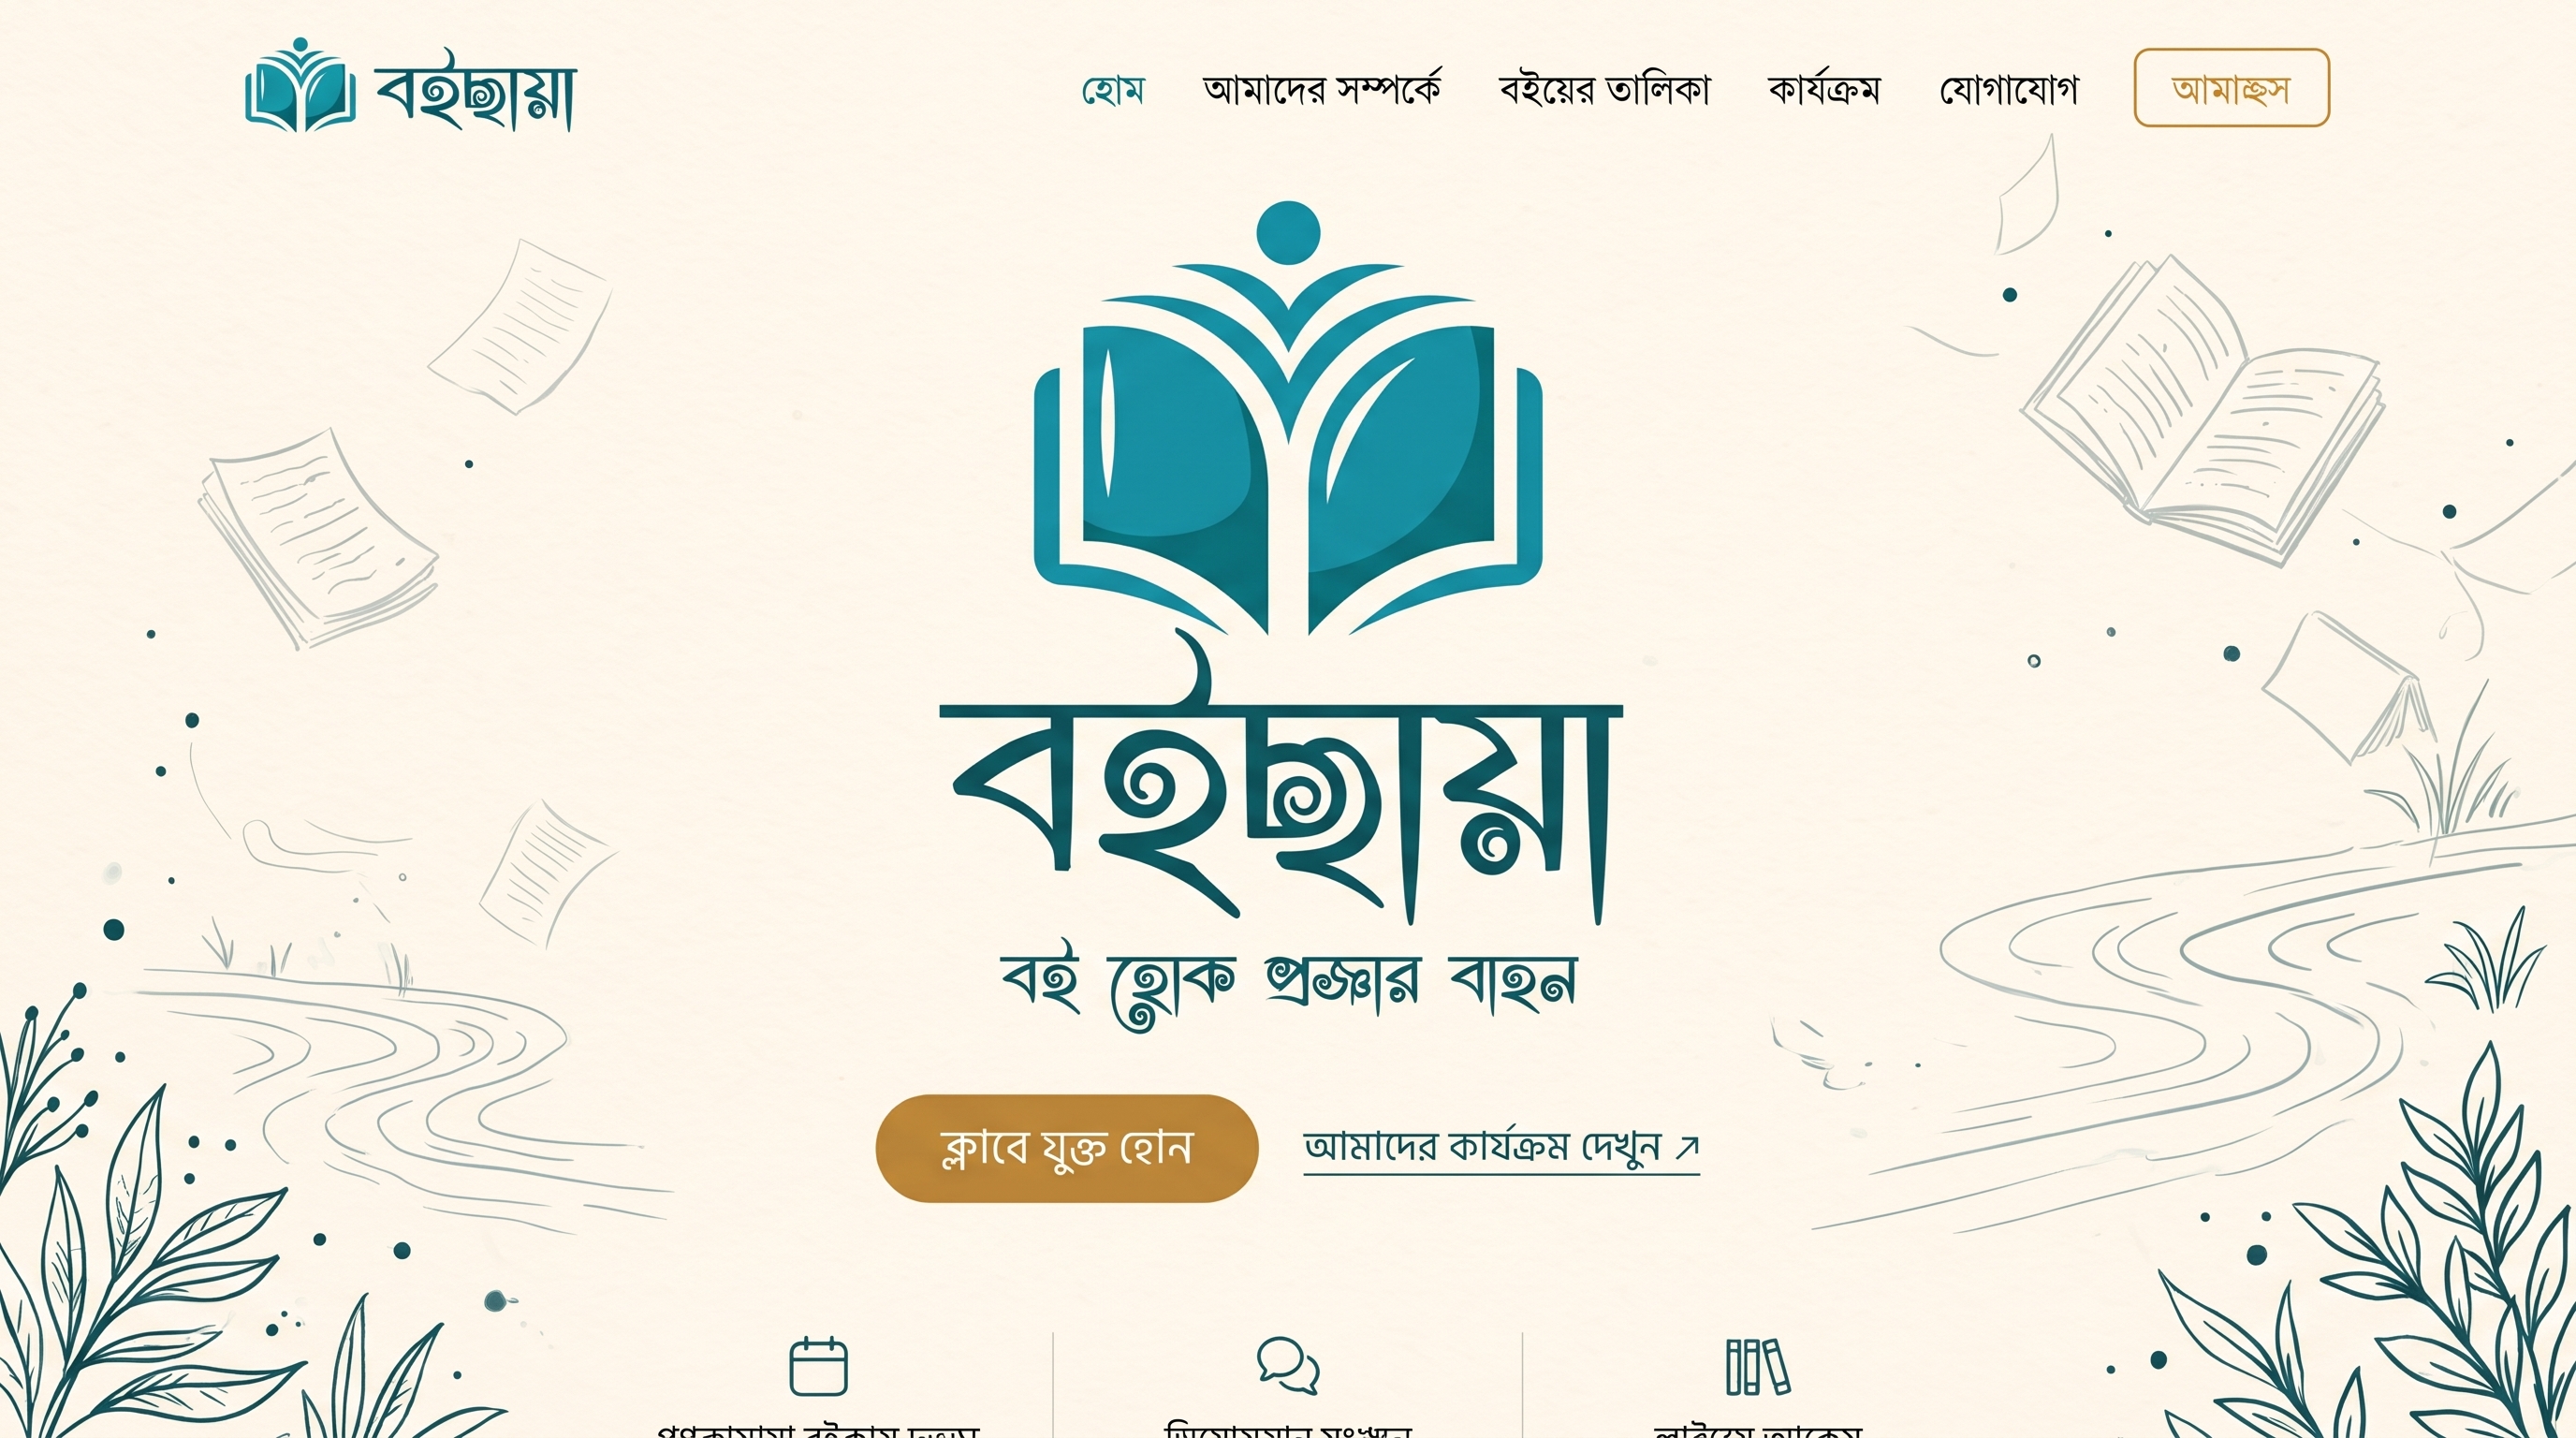 বইছায়া
হোম
আমাদের সম্পর্কে
বইয়ের তালিকা
কার্যক্রম
যোগাযোগ
বইছায়া
বই হোক প্রজ্ঞার বাহন
ক্লাবে যুক্ত হোন
আমাদের কার্যক্রম দেখুন ↗